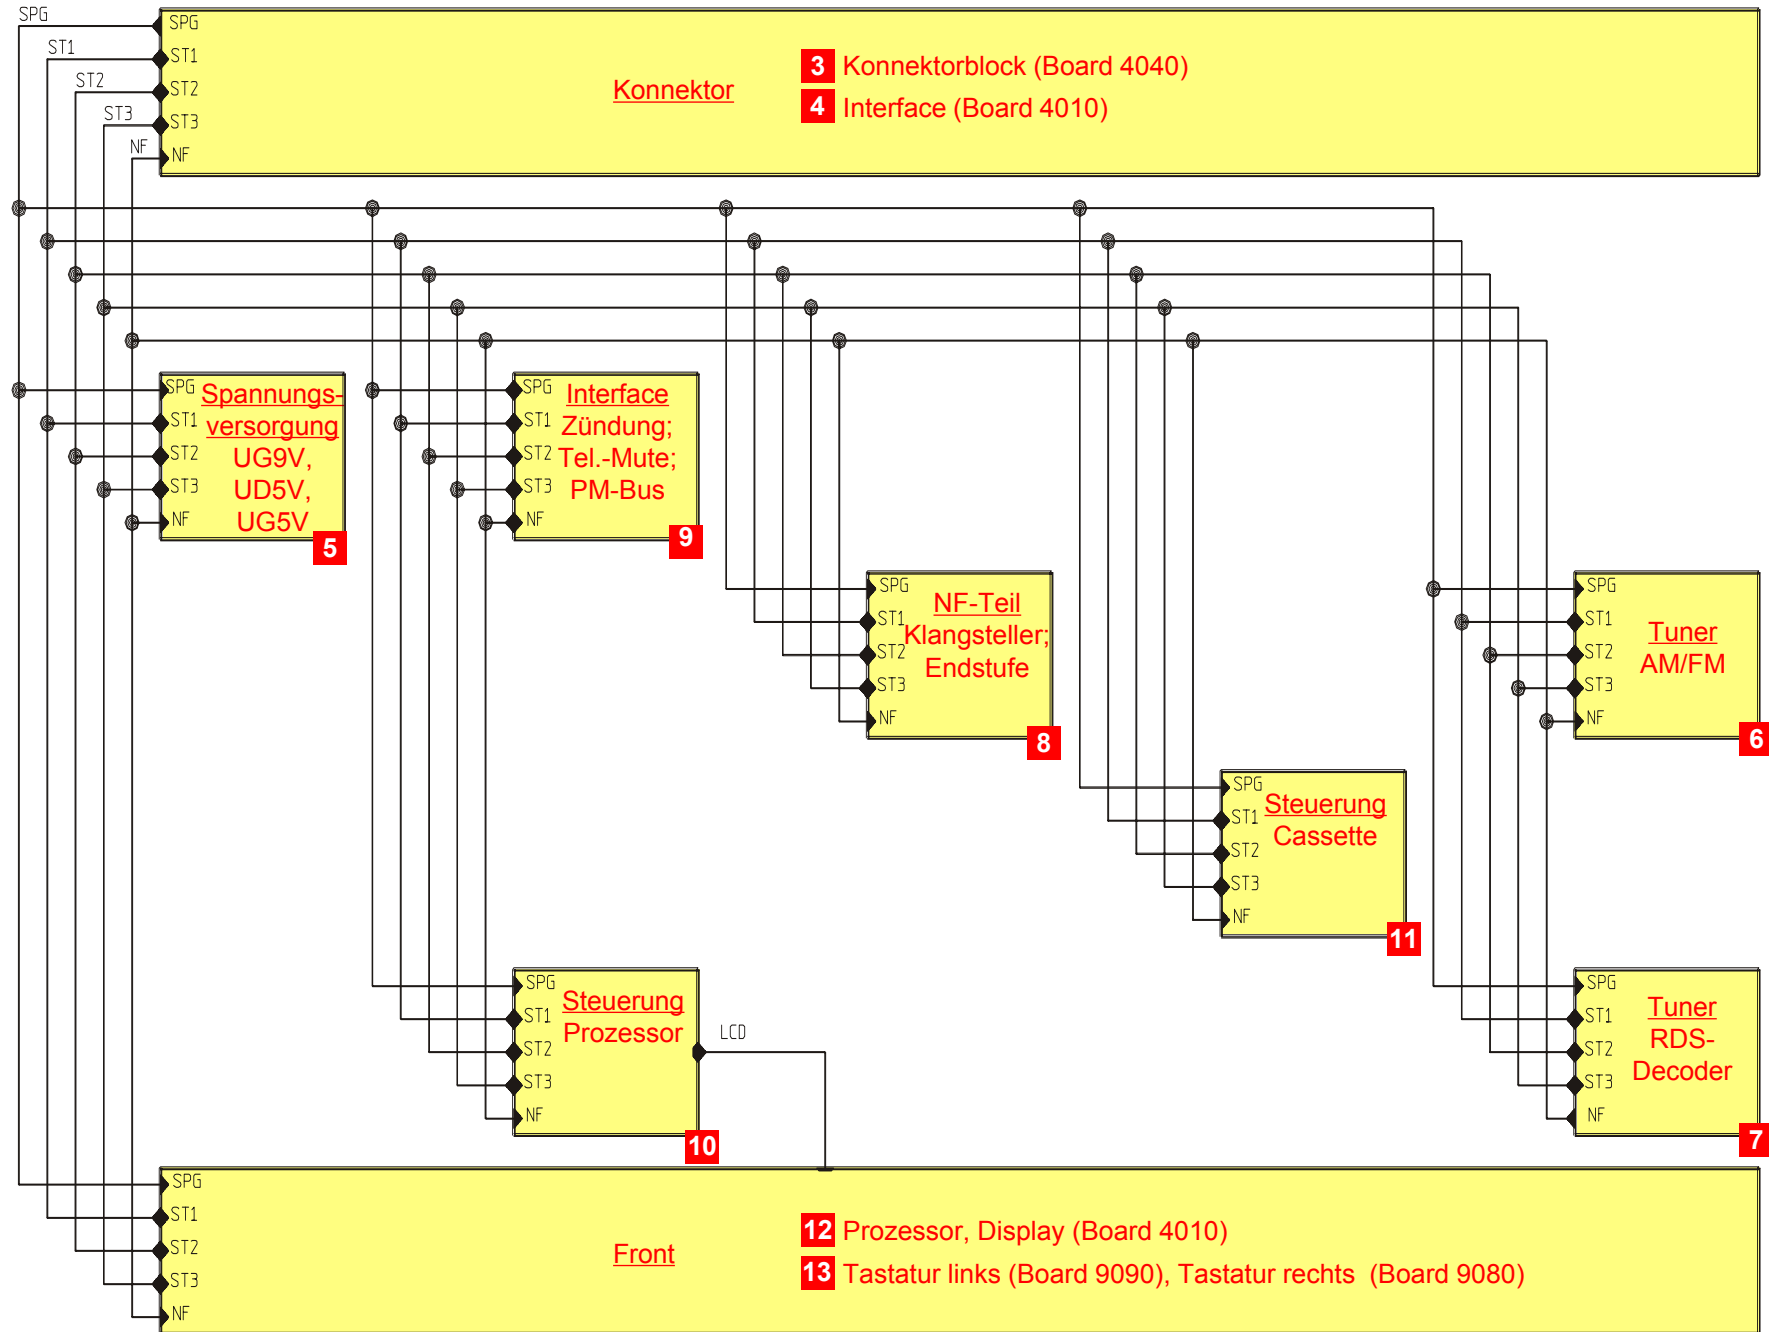 SPG
ST1
ST2
ST3
NF
SPG
ST1
ST2
ST3
NF
Konnektor
3 Konnektorblock (Board 4040)
4 Interface (Board 4010)
SPG
ST1
ST2
ST3
NF
Spannungs-
versorgung
UG9V,
UD5V,
UG5V
5
SPG
ST1
ST2
ST3
NF
Interface
Zündung;
Tel.-Mute;
PM-Bus
9
SPG
ST1
ST2
ST3
NF
NF-Teil
Klangsteller;
Endstufe
8
SPG
ST1
ST2
ST3
NF
Tuner
AM/FM
6
SPG
ST1
ST2
ST3
NF
Steuerung
Cassette
11
SPG
ST1
ST2
ST3
NF
Steuerung
Prozessor
10
LCD
SPG
ST1
ST2
ST3
NF
Tuner
RDS-
Decoder
7
SPG
ST1
ST2
ST3
NF
Front
12 Prozessor, Display (Board 4010)
13 Tastatur links (Board 9090), Tastatur rechts (Board 9080)